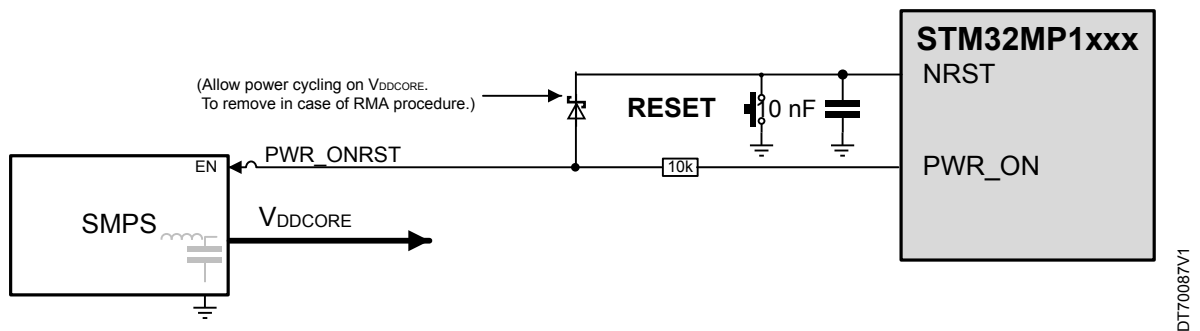 STM32MP1xxx
NRST
(Allow power cycling on VDDCORE.
To remove in case of RMA procedure.)
RESET
0 nF
PWR_ONRST
10k
PWR_ON
EN
SMPS
VDDCORE
DT70087V1